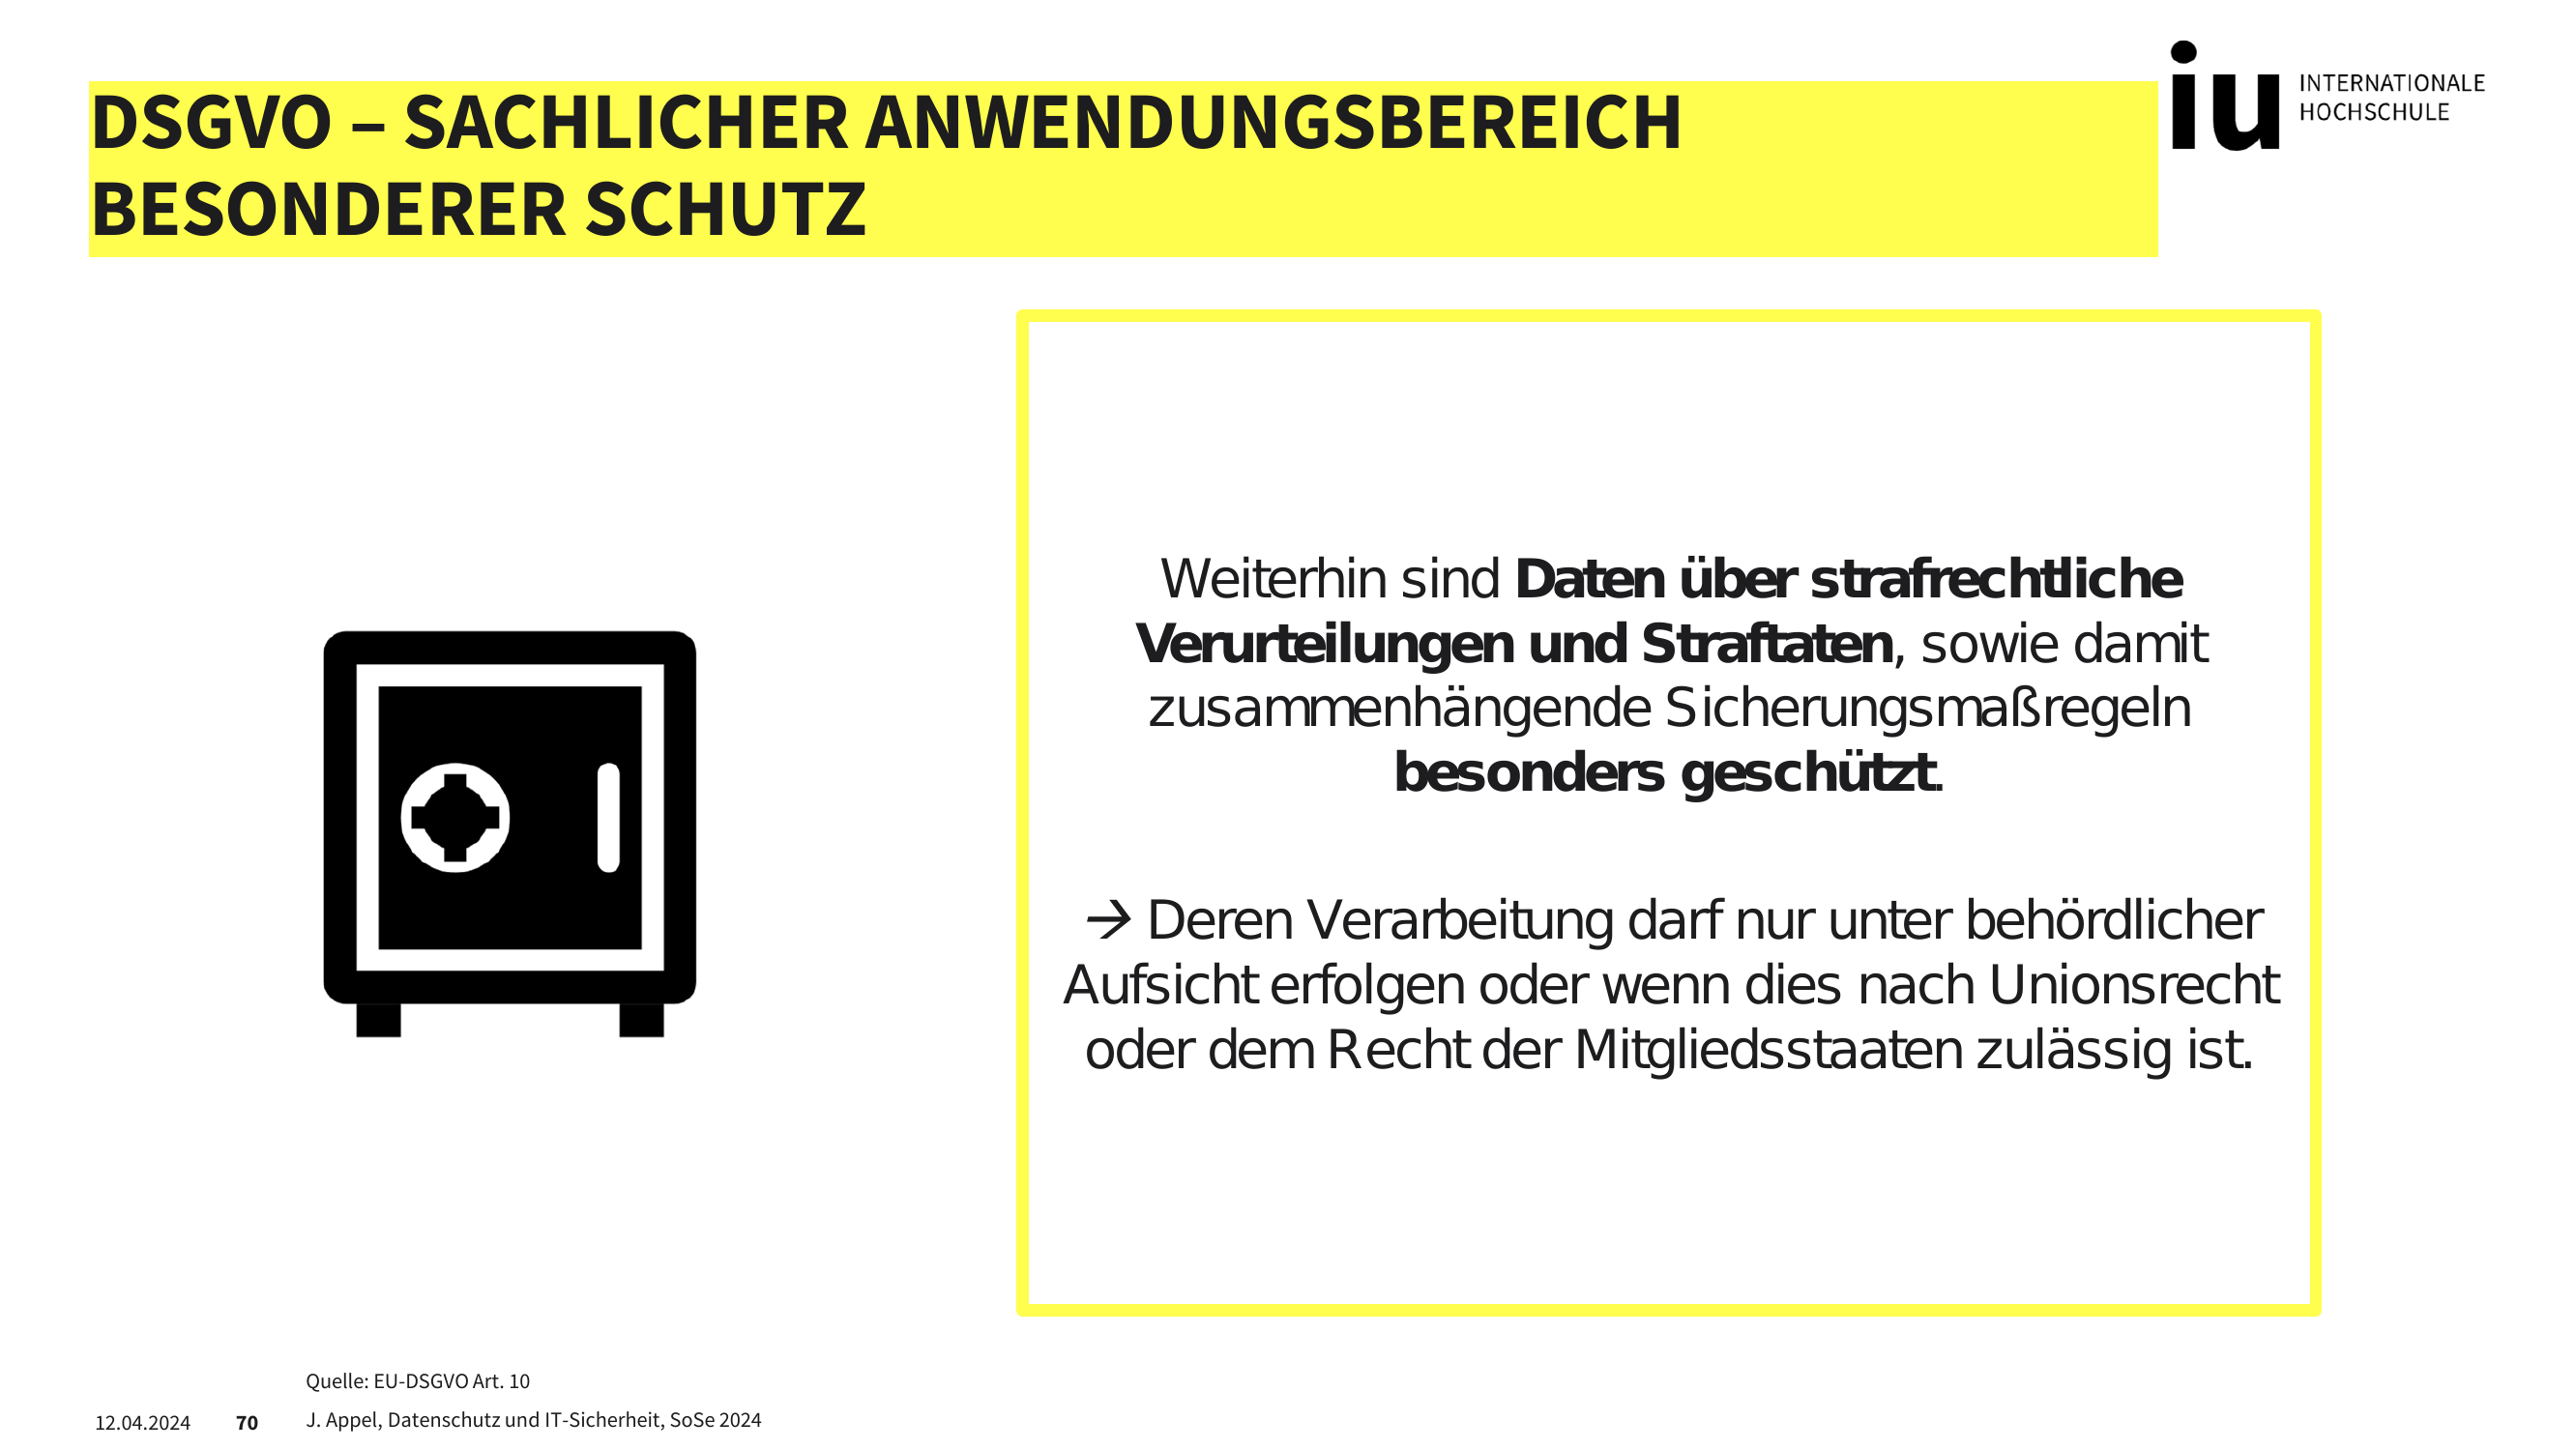 DSGVO – SACHLICHER ANWENDUNGSBEREICH
BESONDERER SCHUTZ
iu INTERNATIONALE
HOCHSCHULE
Weiterhin sind Daten über strafrechtliche
Verurteilungen und Straftaten, sowie damit
zusammenhängende Sicherungsmaßregeln
besonders geschützt.
→ Deren Verarbeitung darf nur unter behördlicher
Aufsicht erfolgen oder wenn dies nach Unionsrecht
oder dem Recht der Mitgliedsstaaten zulässig ist.
Quelle: EU-DSGVO Art. 10
12.04.2024 70 J. Appel, Datenschutz und IT-Sicherheit, SoSe 2024